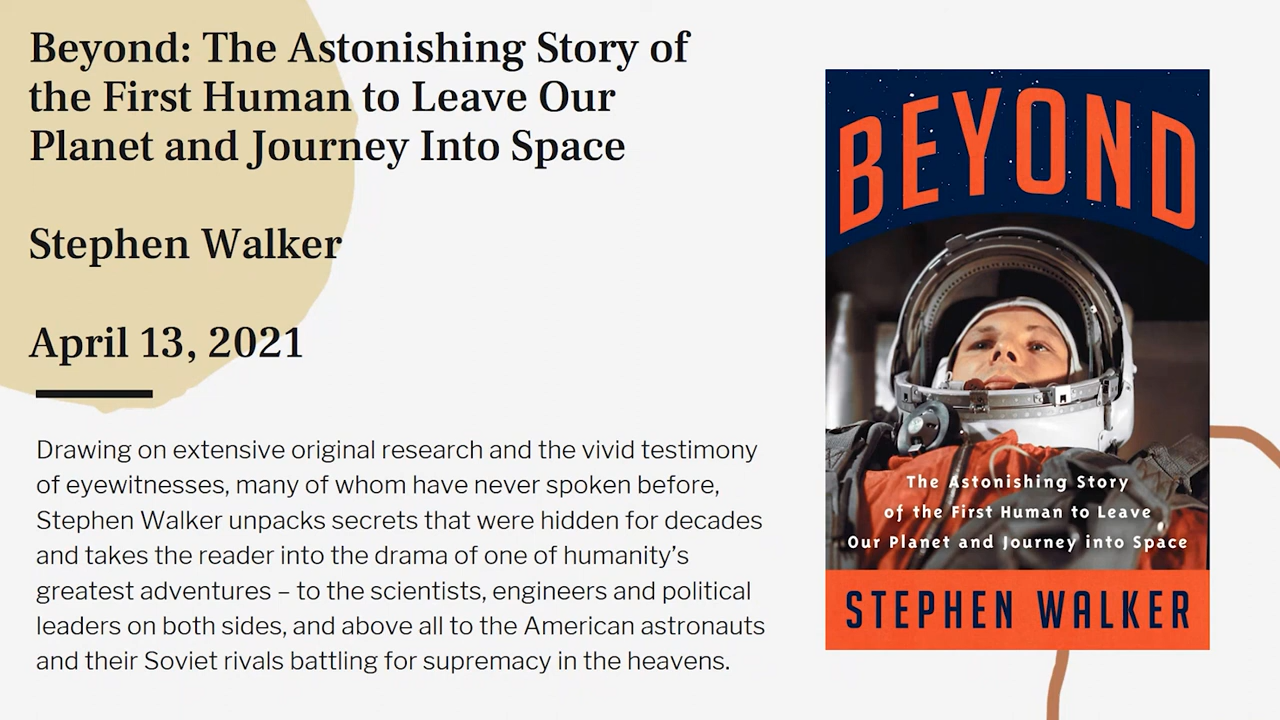 Beyond: The Astonishing Story of
the First Human to Leave Our
Planet and Journey Into Space
Stephen Walker
April 13, 2021
Drawing on extensive original research and the vivid testimony
of eyewitnesses, many of whom have never spoken before,
Stephen Walker unpacks secrets that were hidden for decades
and takes the reader into the drama of one of humanity’s
greatest adventures – to the scientists, engineers and political
leaders on both sides, and above all to the American astronauts
and their Soviet rivals battling for supremacy in the heavens.
BEYOND
The Astonishing Story
of the First Human to Leave
Our Planet and Journey into Space
STEPHEN WALKER